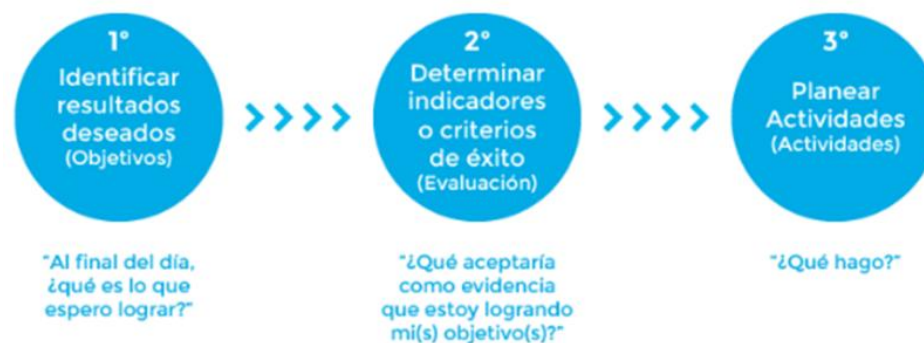 1°
Identificar
resultados
deseados
(Objetivos)
"Al final del día,
¿qué es lo que
espero lograr?"
2°
Determinar
indicadores
o criterios
de éxito
(Evaluación)
"¿Qué aceptaría
como evidencia
que estoy logrando
mi(s) objetivo(s)?"
3°
Planear
Actividades
(Actividades)
"¿Qué hago?"